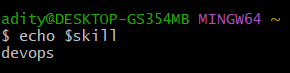 adity@DESKTOP-GS354MB MINGW64 ~
$ echo $skill
devops